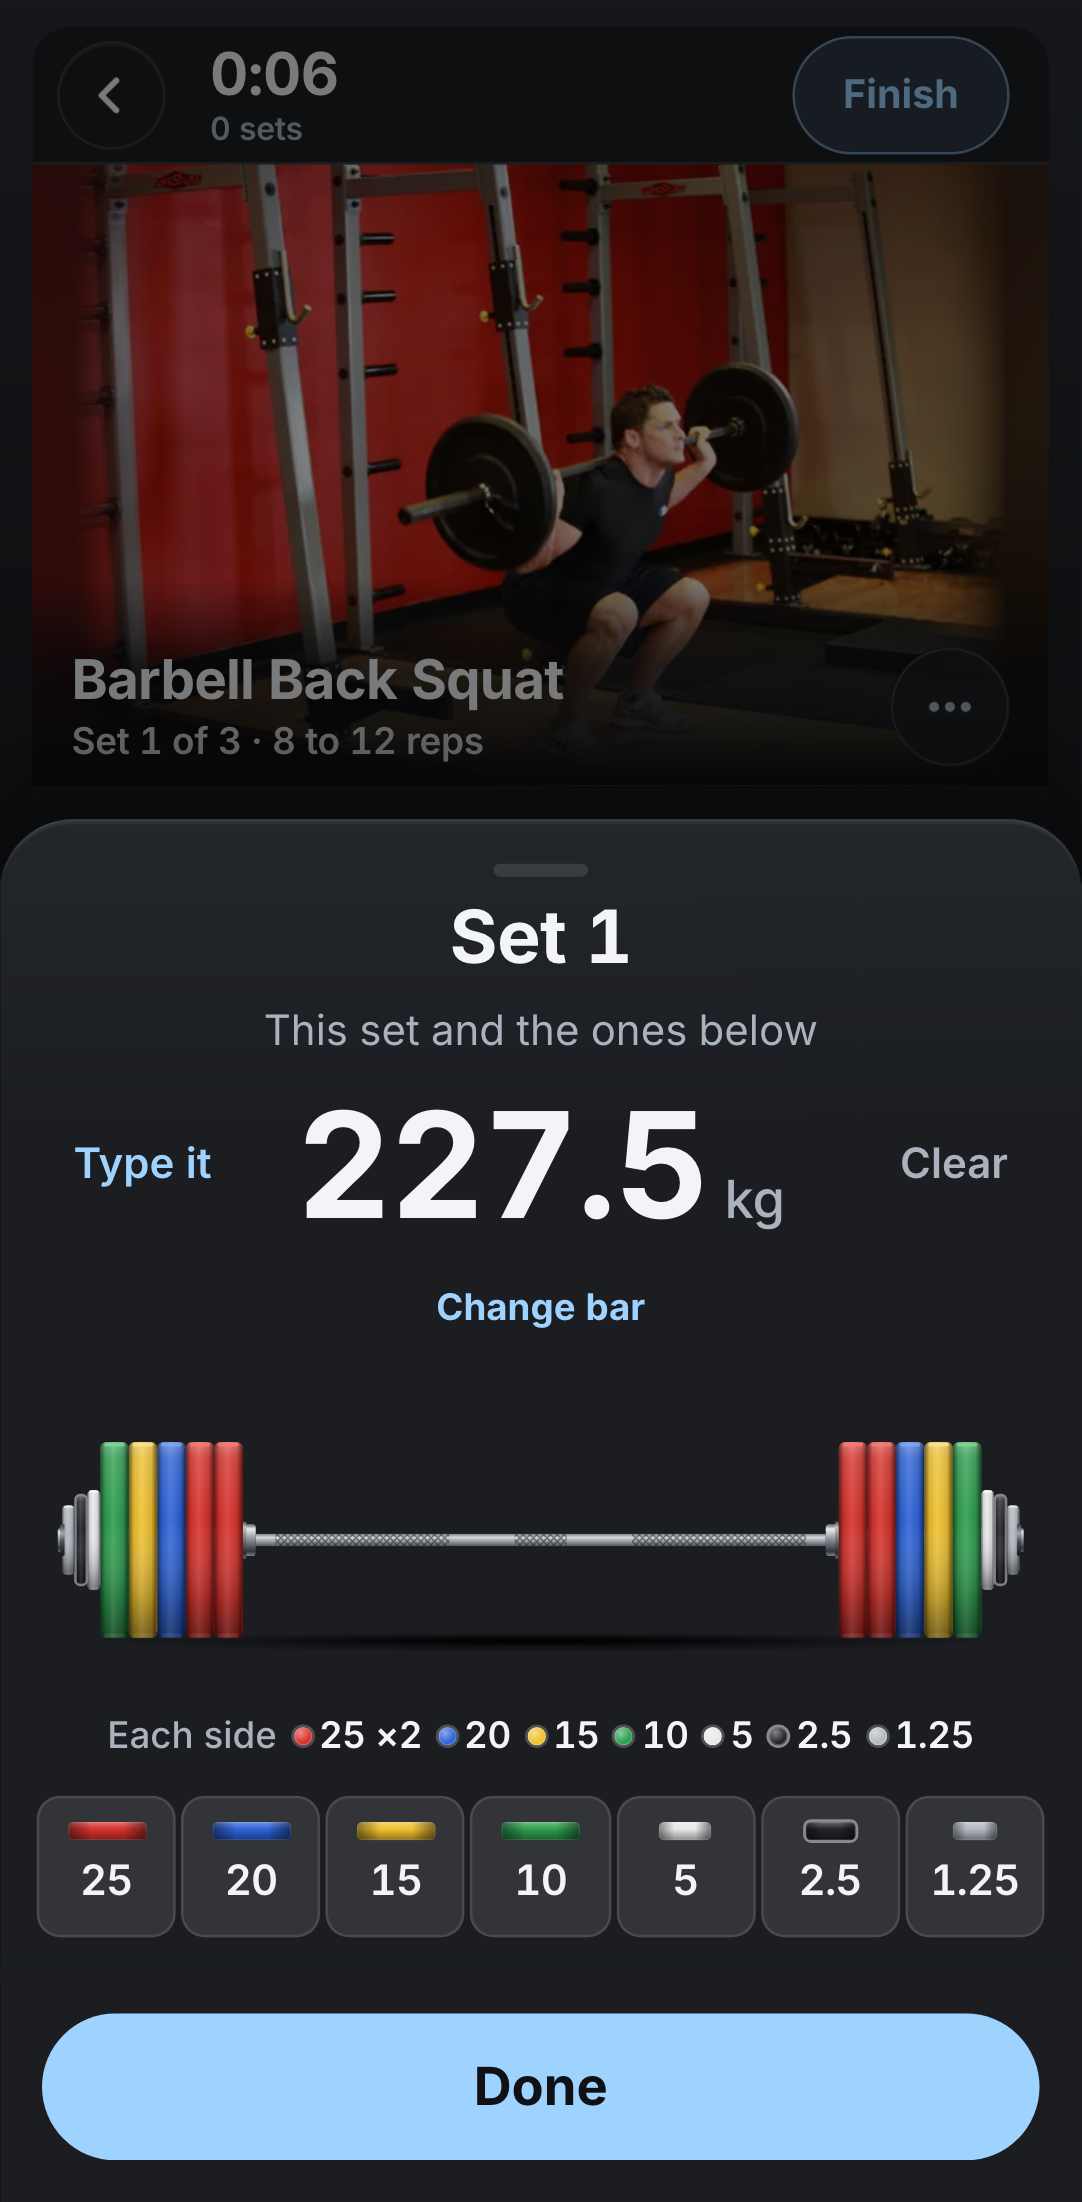 0:06
0 sets
Finish
Barbell Back Squat
Set 1 of 3 · 8 to 12 reps
Set 1
This set and the ones below
Type it
227.5 kg
Clear
Change bar
Each side 25 ×2 20 15 10 5 2.5 1.25
25 20 15 10 5 2.5 1.25
Done